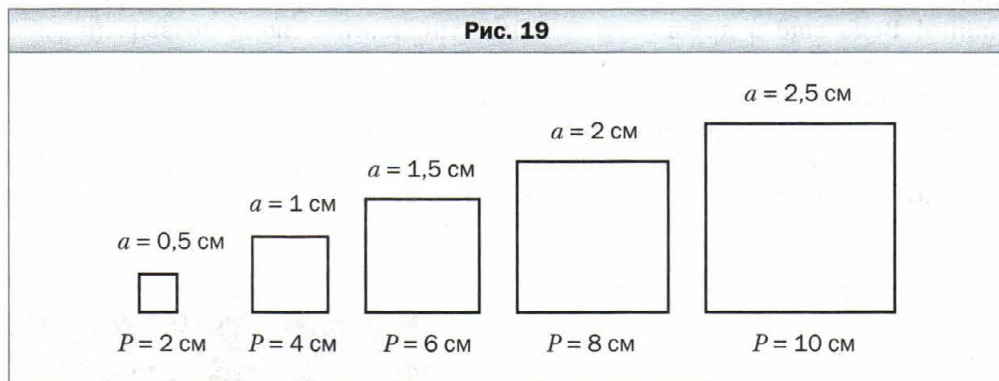 Рис. 19
a = 2,5 см
a = 2 см
a = 1,5 см
a = 1 см
a = 0,5 см
P = 2 см P = 4 см P = 6 см P = 8 см P = 10 см